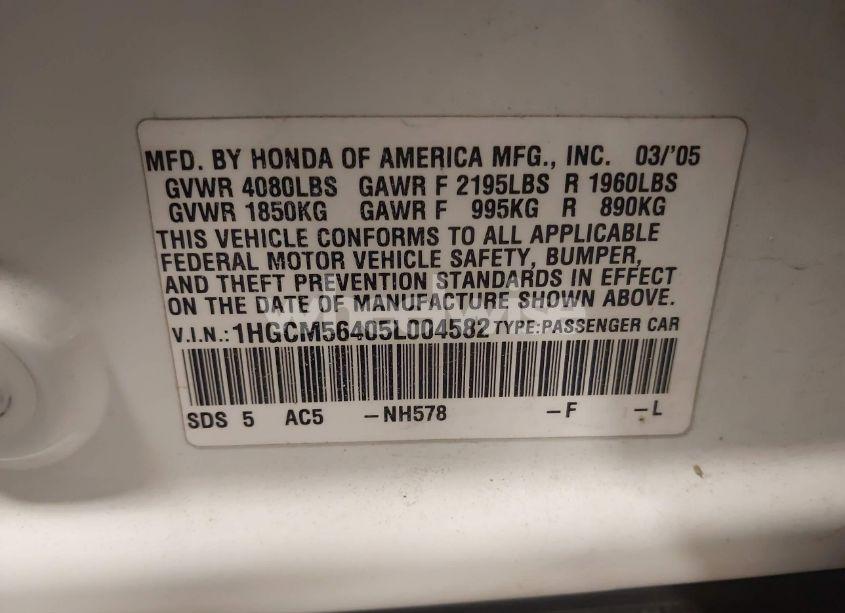 MFD. BY HONDA OF AMERICA MFG., INC. 03/'05
GVWR 4080LBS GAWR F 2195LBS R 1960LBS
GVWR 1850KG GAWR F 995KG R 890KG
THIS VEHICLE CONFORMS TO ALL APPLICABLE
FEDERAL MOTOR VEHICLE SAFETY, BUMPER,
AND THEFT PREVENTION STANDARDS IN EFFECT
ON THE DATE OF MANUFACTURE SHOWN ABOVE.
V.I.N.: 1HGCM56405L004582 TYPE:PASSENGER CAR
SDS 5 AC5 -NH578 -F -L